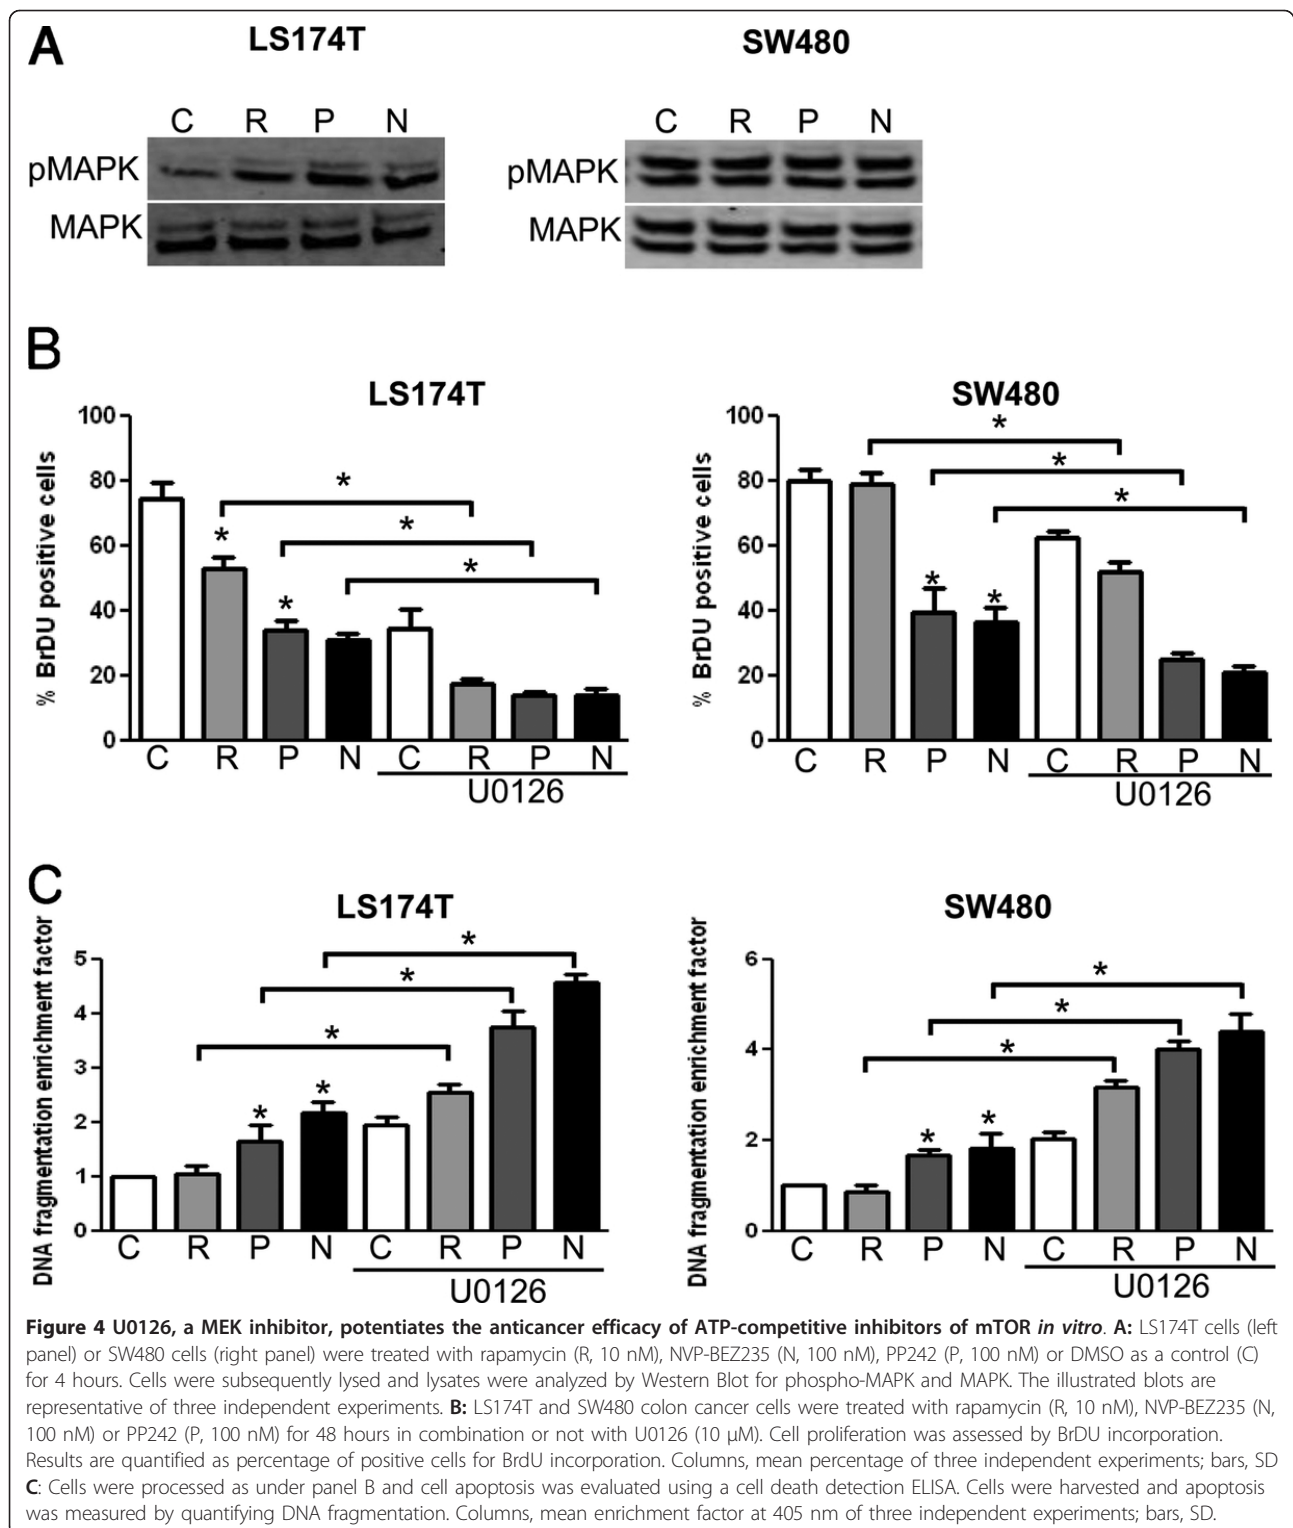 A
LS174T
SW480
C R P N
C R P N
pMAPK
pMAPK
MAPK
MAPK
B
LS174T
SW480
% BrDU positive cells
100
80
60
40
20
0
* * * * *
C R P N C R P N
U0126
% BrDU positive cells
100
80
60
40
20
0
* * * * *
C R P N C R P N
U0126
C
LS174T
SW480
DNA fragmentation enrichment factor
5
4
3
2
1
0
* * * * *
C R P N C R P N
U0126
DNA fragmentation enrichment factor
6
4
2
0
* * * * *
C R P N C R P N
U0126
Figure 4 U0126, a MEK inhibitor, potentiates the anticancer efficacy of ATP-competitive inhibitors of mTOR in vitro. A: LS174T cells (left
panel) or SW480 cells (right panel) were treated with rapamycin (R, 10 nM), NVP-BEZ235 (N, 100 nM), PP242 (P, 100 nM) or DMSO as a control (C)
for 4 hours. Cells were subsequently lysed and lysates were analyzed by Western Blot for phospho-MAPK and MAPK. The illustrated blots are
representative of three independent experiments. B: LS174T and SW480 colon cancer cells were treated with rapamycin (R, 10 nM), NVP-BEZ235 (N,
100 nM) or PP242 (P, 100 nM) for 48 hours in combination or not with U0126 (10 μM). Cell proliferation was assessed by BrDU incorporation.
Results are quantified as percentage of positive cells for BrdU incorporation. Columns, mean percentage of three independent experiments; bars, SD
C: Cells were processed as under panel B and cell apoptosis was evaluated using a cell death detection ELISA. Cells were harvested and apoptosis
was measured by quantifying DNA fragmentation. Columns, mean enrichment factor at 405 nm of three independent experiments; bars, SD.